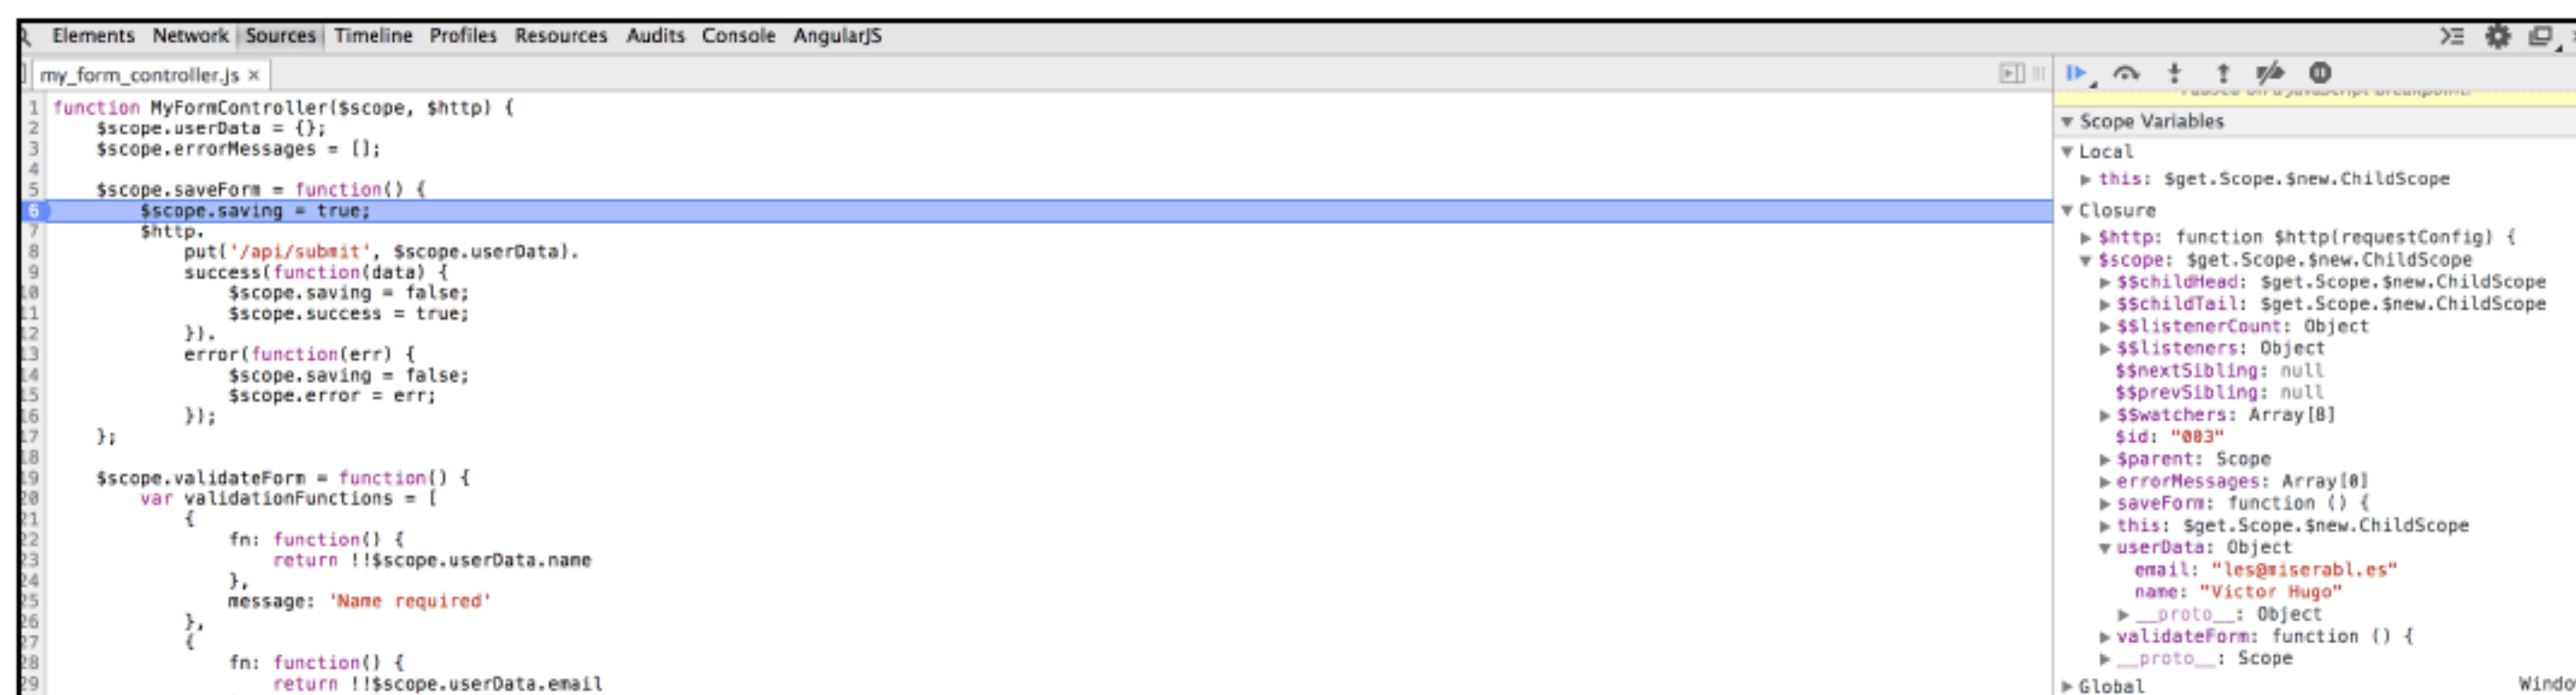 Elements Network Sources Timeline Profiles Resources Audits Console AngularJS
my_form_controller.js ×
1 function MyFormController($scope, $http) {
2 $scope.userData = {};
3 $scope.errorMessages = [];
4
5 $scope.saveForm = function() {
6 $scope.saving = true;
7 $http.
8 put('/api/submit', $scope.userData).
9 success(function(data) {
10 $scope.saving = false;
11 $scope.success = true;
12 }).
13 error(function(err) {
14 $scope.saving = false;
15 $scope.error = err;
16 });
17 };
18
19 $scope.validateForm = function() {
20 var validationFunctions = [
21 {
22 fn: function() {
23 return !!$scope.userData.name
24 },
25 message: 'Name required'
26 },
27 {
28 fn: function() {
29 return !!$scope.userData.email
Paused on a JavaScript breakpoint.
Scope Variables
Local
this: $get.Scope.$new.ChildScope
Closure
$http: function $http(requestConfig) {
$scope: $get.Scope.$new.ChildScope
$$childHead: $get.Scope.$new.ChildScope
$$childTail: $get.Scope.$new.ChildScope
$$listenerCount: Object
$$listeners: Object
$$nextSibling: null
$$prevSibling: null
$$watchers: Array[8]
$id: "003"
$parent: Scope
errorMessages: Array[0]
saveForm: function () {
this: $get.Scope.$new.ChildScope
userData: Object
email: "les@miserabl.es"
name: "Victor Hugo"
__proto__: Object
validateForm: function () {
__proto__: Scope
Global Windo